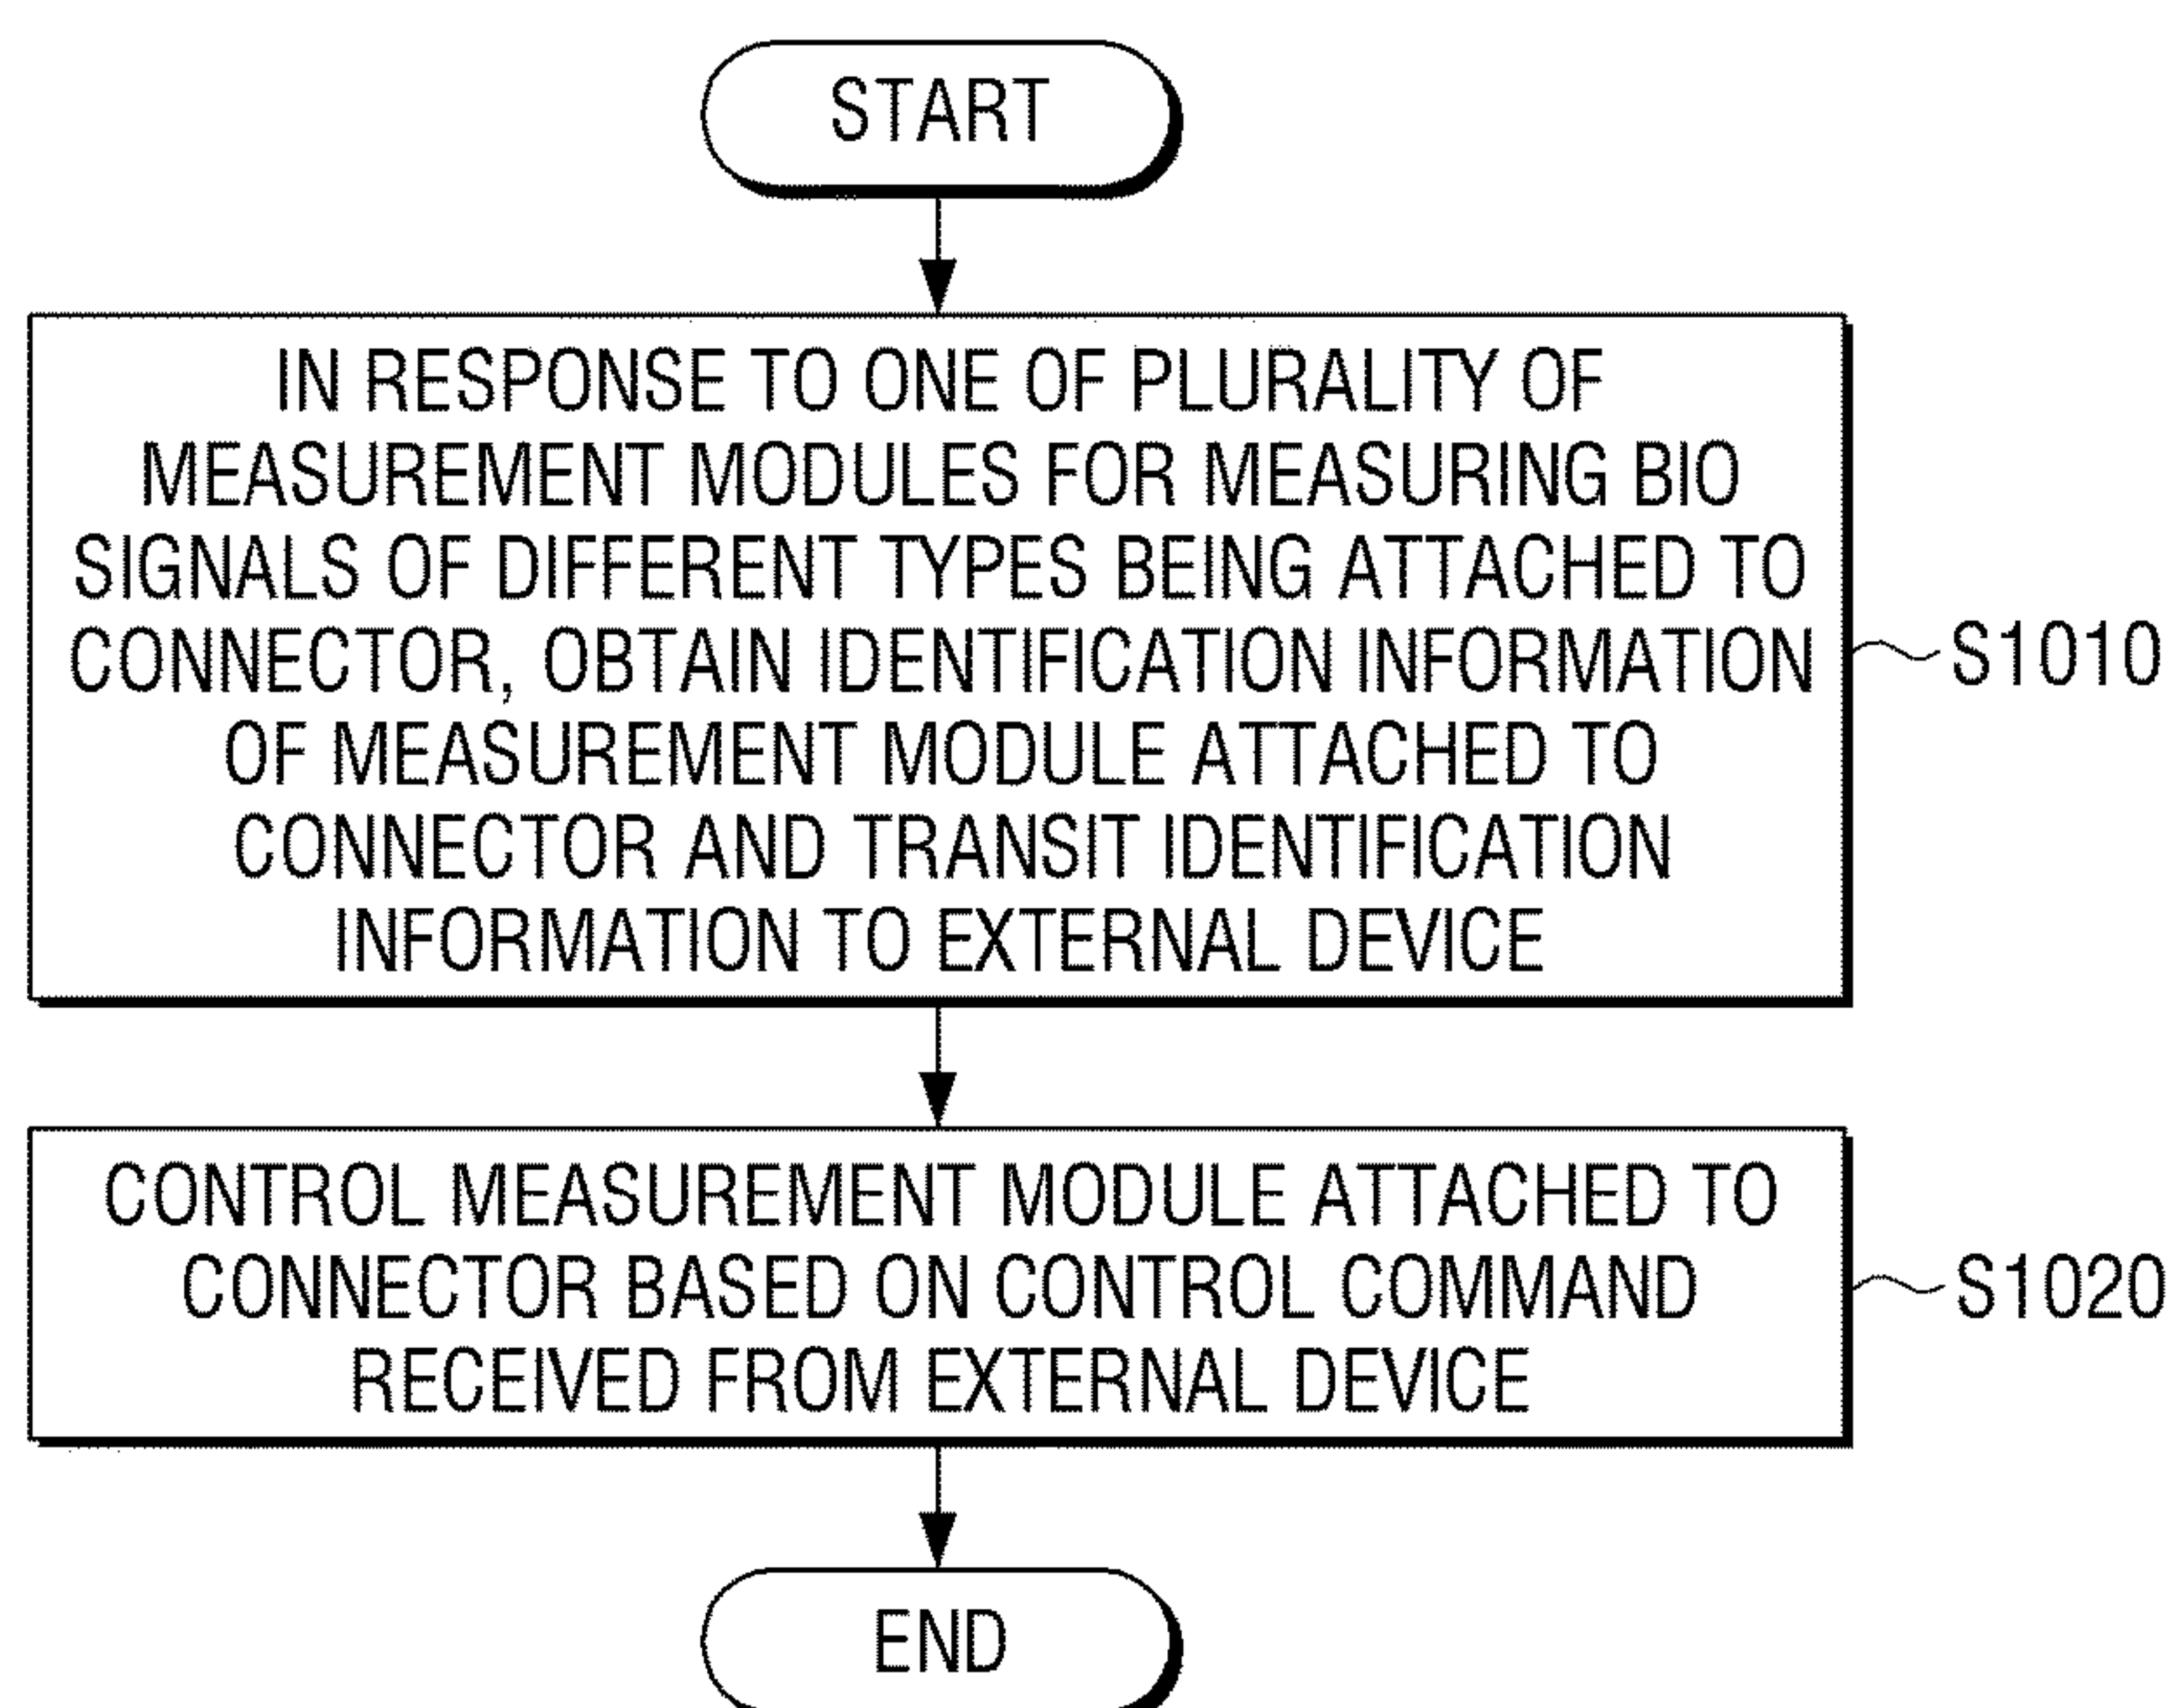 START
IN RESPONSE TO ONE OF PLURALITY OF
MEASUREMENT MODULES FOR MEASURING BIO
SIGNALS OF DIFFERENT TYPES BEING ATTACHED TO
CONNECTOR, OBTAIN IDENTIFICATION INFORMATION
OF MEASUREMENT MODULE ATTACHED TO
CONNECTOR AND TRANSIT IDENTIFICATION
INFORMATION TO EXTERNAL DEVICE
S1010
CONTROL MEASUREMENT MODULE ATTACHED TO
CONNECTOR BASED ON CONTROL COMMAND
RECEIVED FROM EXTERNAL DEVICE
S1020
END